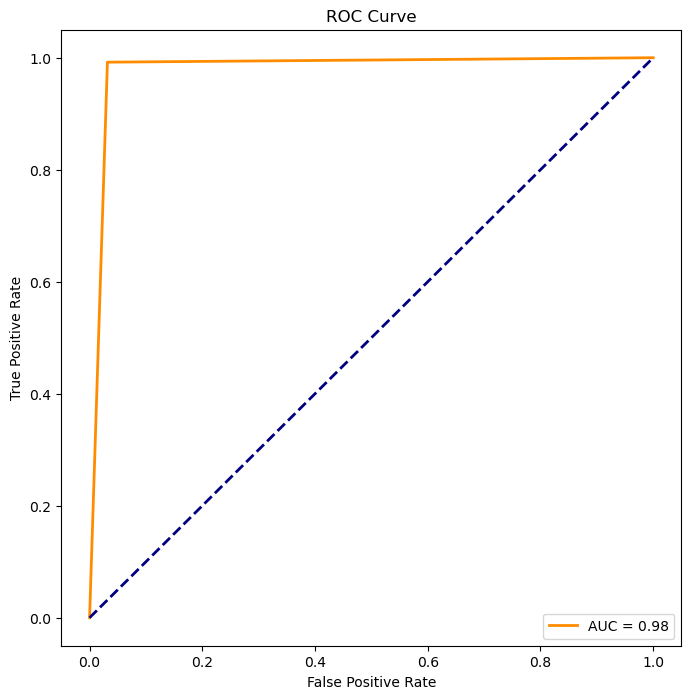 ROC Curve
1.0
0.8
0.6
0.4
0.2
0.0
True Positive Rate
AUC = 0.98
0.0 0.2 0.4 0.6 0.8 1.0
False Positive Rate